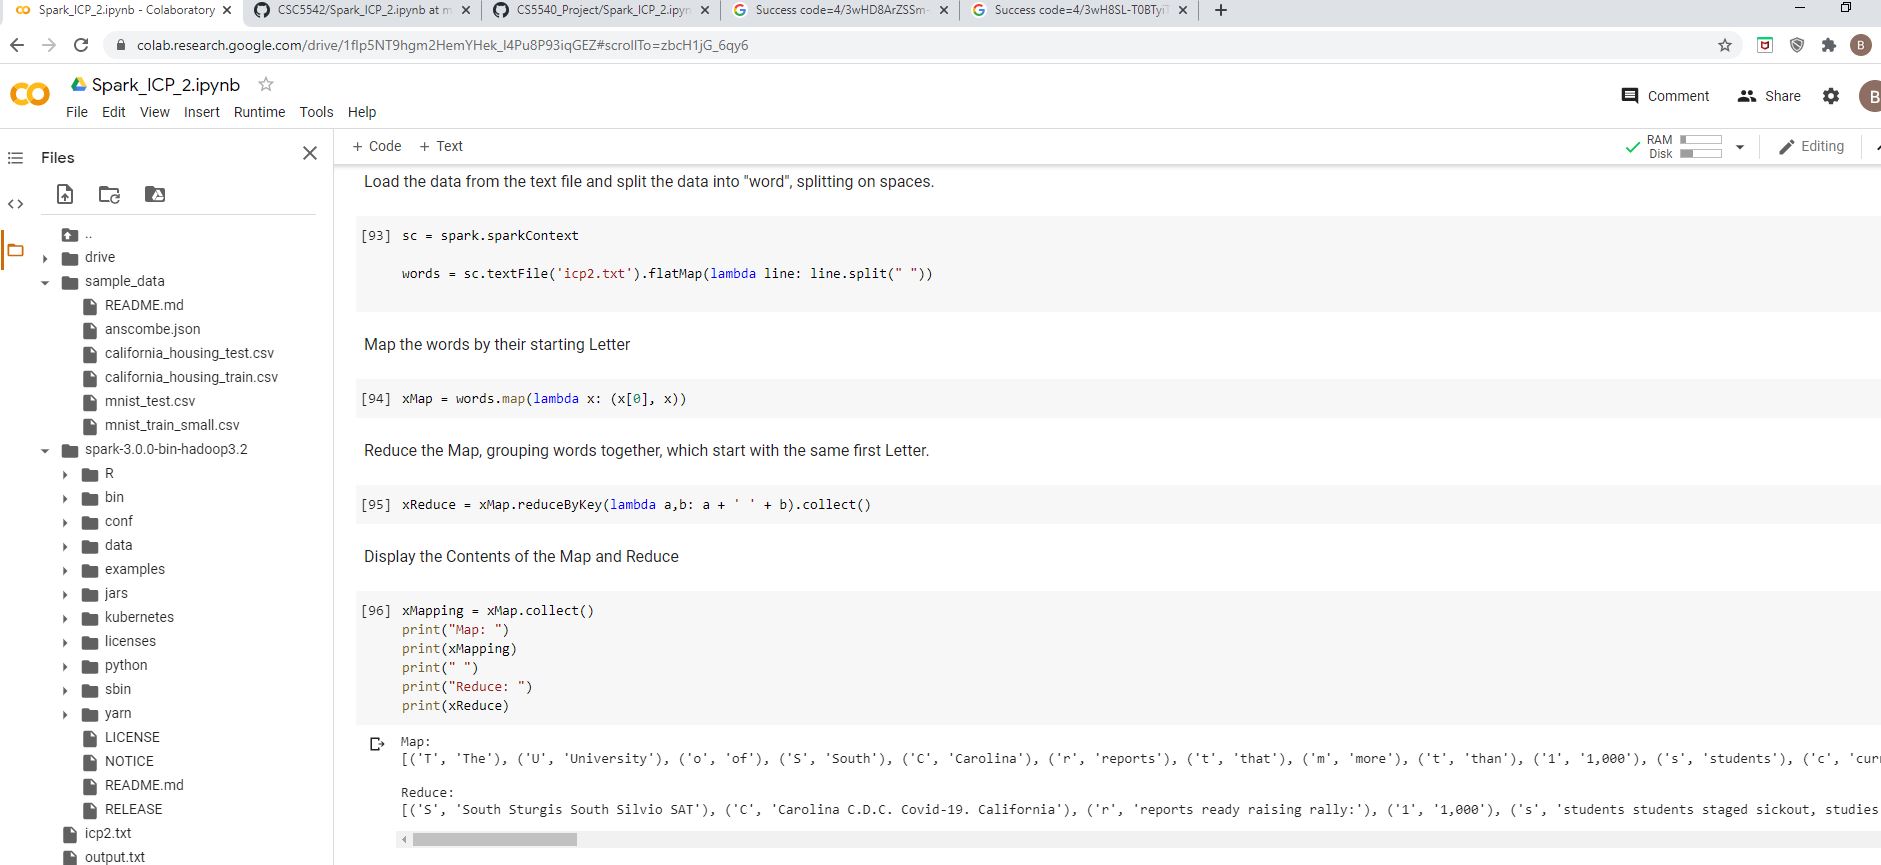 Spark_ICP_2.ipynb - Colaboratory
CSC5542/Spark_ICP_2.ipynb at m
CS5540_Project/Spark_ICP_2.ipyn
Success code=4/3wHD8ArZSSm-
Success code=4/3wH8SL-T0BTyiT
colab.research.google.com/drive/1flp5NT9hgm2HemYHek_l4Pu8P93iqGEZ#scrollTo=zbcH1jG_6qy6
B
Spark_ICP_2.ipynb
File Edit View Insert Runtime Tools Help
Comment Share B
Files
+ Code + Text
RAM
Disk
Editing
..
drive
sample_data
README.md
anscombe.json
california_housing_test.csv
california_housing_train.csv
mnist_test.csv
mnist_train_small.csv
spark-3.0.0-bin-hadoop3.2
R
bin
conf
data
examples
jars
kubernetes
licenses
python
sbin
yarn
LICENSE
NOTICE
README.md
RELEASE
icp2.txt
output.txt
Load the data from the text file and split the data into "word", splitting on spaces.
[93] sc = spark.sparkContext
words = sc.textFile('icp2.txt').flatMap(lambda line: line.split(" "))
Map the words by their starting Letter
[94] xMap = words.map(lambda x: (x[0], x))
Reduce the Map, grouping words together, which start with the same first Letter.
[95] xReduce = xMap.reduceByKey(lambda a,b: a + ' ' + b).collect()
Display the Contents of the Map and Reduce
[96] xMapping = xMap.collect()
print("Map: ")
print(xMapping)
print(" ")
print("Reduce: ")
print(xReduce)
Map:
[('T', 'The'), ('U', 'University'), ('o', 'of'), ('S', 'South'), ('C', 'Carolina'), ('r', 'reports'), ('t', 'that'), ('m', 'more'), ('t', 'than'), ('1', '1,000'), ('s', 'students'), ('c', 'curr
Reduce:
[('S', 'South Sturgis South Silvio SAT'), ('C', 'Carolina C.D.C. Covid-19. California'), ('r', 'reports ready raising rally:'), ('1', '1,000'), ('s', 'students students staged sickout, studies